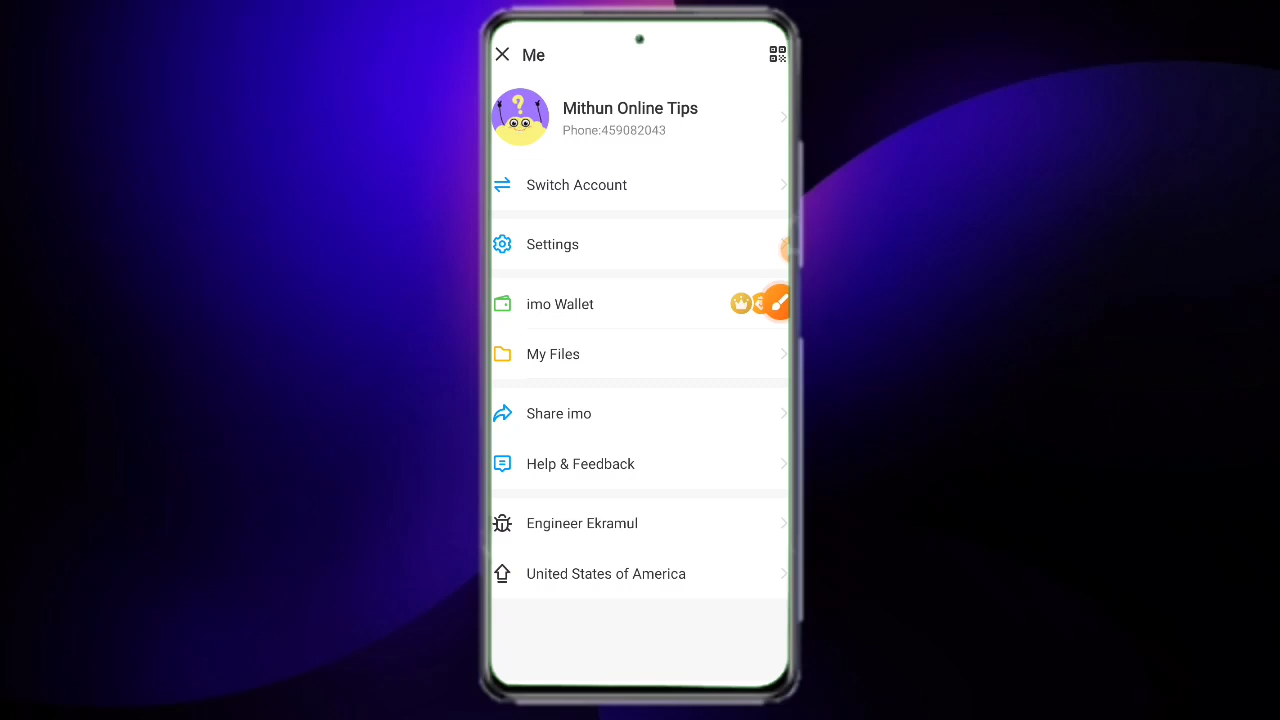 Me
Mithun Online Tips
Phone:459082043
Switch Account
Settings
imo Wallet
My Files
Share imo
Help & Feedback
Engineer Ekramul
United States of America